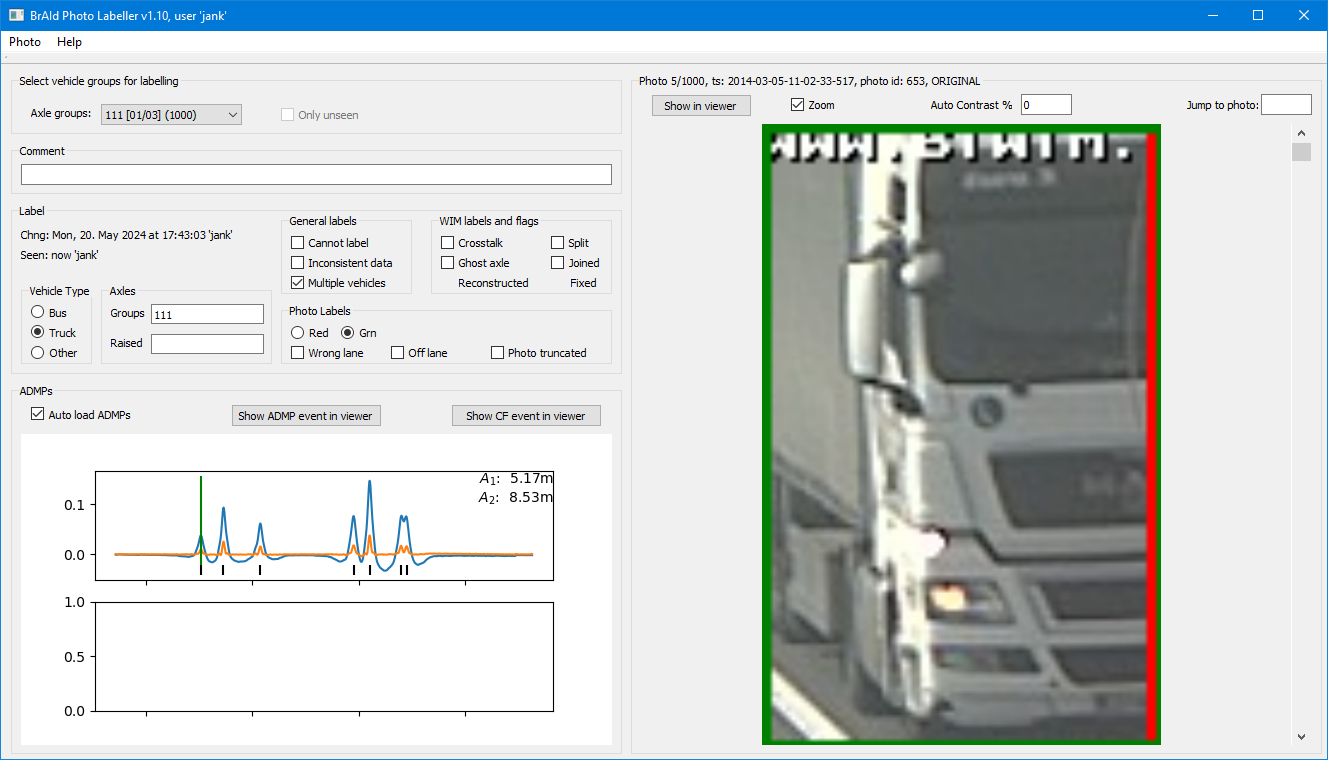 BrAId Photo Labeller v1.10, user 'jank'
Photo Help
Select vehicle groups for labelling
Axle groups: 111 [01/03] (1000) Only unseen
Comment
Label
Chng: Mon, 20. May 2024 at 17:43:03 'jank'
Seen: now 'jank'
Vehicle Type
Bus
Truck
Other
Axles
Groups 111
Raised
General labels
Cannot label
Inconsistent data
Multiple vehicles
WIM labels and flags
Crosstalk Split
Ghost axle Joined
Reconstructed Fixed
Photo Labels
Red Grn
Wrong lane Off lane Photo truncated
ADMPs
Auto load ADMPs Show ADMP event in viewer Show CF event in viewer
A₁: 5.17m
A₂: 8.53m
0.1
0.0
1.0
0.5
0.0
Photo 5/1000, ts: 2014-03-05-11-02-33-517, photo id: 653, ORIGINAL
Show in viewer Zoom Auto Contrast % 0 Jump to photo:
www.siwim.